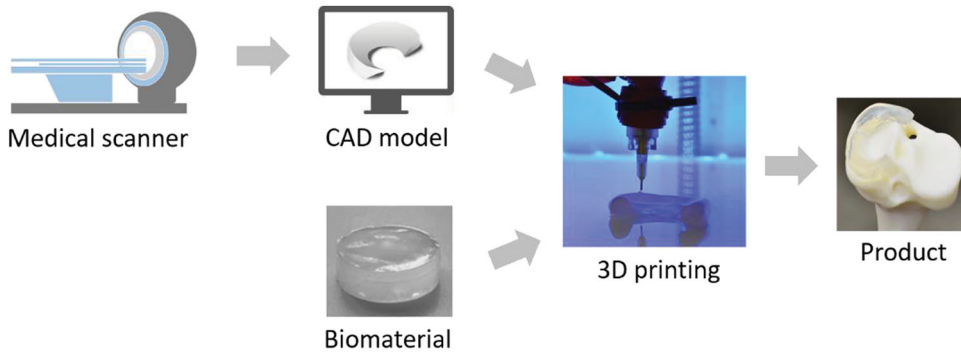 Medical scanner
CAD model
3D printing
Product
Biomaterial